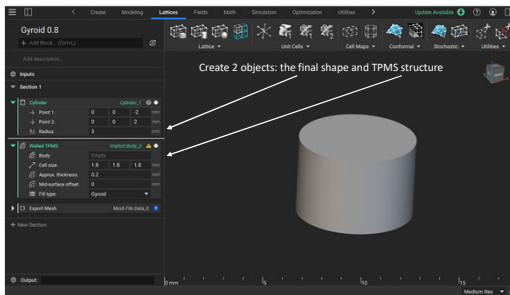 Create
Modeling
Lattices
Fields
Math
Simulation
Optimization
Utilities
Update Available
Gyroid 0.8
+ Add Block... (Ctrl+L)
Add description...
Lattice
Unit Cells
Cell Maps
Conformal
Stochastic
Utilities
Inputs
Section 1
Create 2 objects: the final shape and TPMS structure
Cylinder Cylinder_1
Point 1: 0 0 -2 mm
Point 2: 0 0 2 mm
Radius: 3 mm
Walled TPMS Implicit Body_0
Body: Empty
Cell size: 1.8 1.8 1.8 mm
Approx. thickness: 0.2 mm
Mid-surface offset: 0 mm
Fill type: Gyroid
Export Mesh Mesh File Data_0
+ New Section
Output:
0 mm 5 10 15
Medium Res